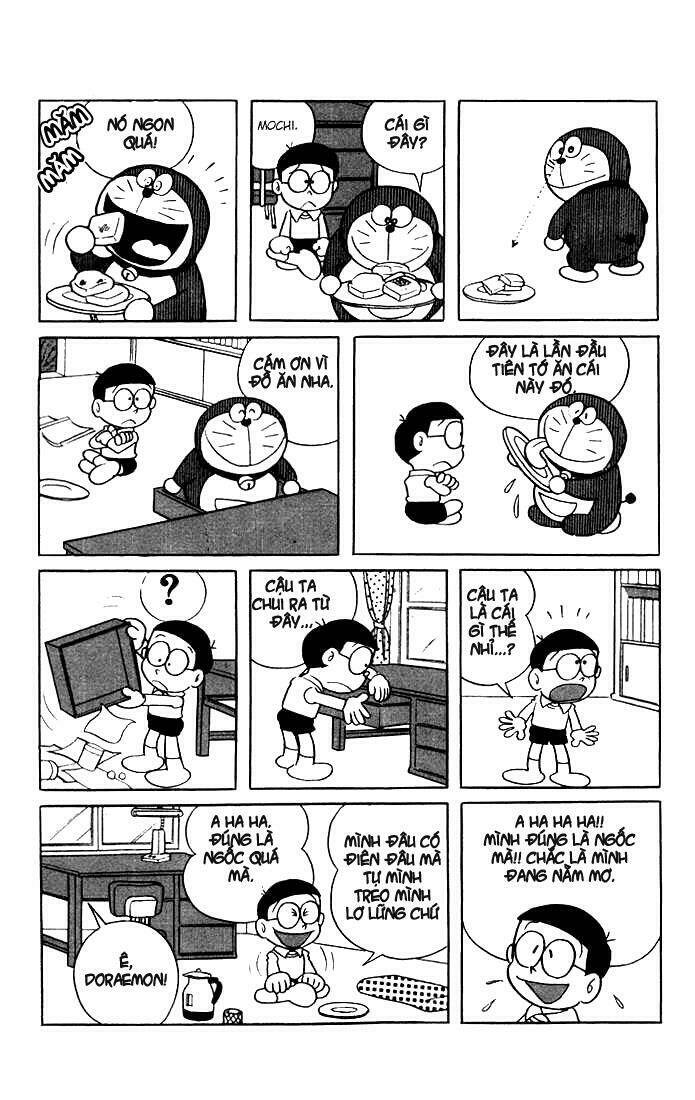 CÁI GÌ
ĐÂY?
MOCHI.
NÓ NGON
QUÁ!
MĂM
MĂM
ĐÂY LÀ LẦN ĐẦU
TIÊN TỚ ĂN CÁI
NÀY ĐÓ.
CÁM ƠN VÌ
ĐỒ ĂN NHA.
CẬU TA
LÀ CÁI
GÌ THẾ
NHỈ...?
CẬU TA
CHUI RA TỪ
ĐÂY...
?
A HA HA HA!!
MÌNH ĐÚNG LÀ NGỐC
MÀ!! CHẮC LÀ MÌNH
ĐANG NẰM MƠ.
MÌNH ĐÂU CÓ
ĐIÊN ĐÂU MÀ
TỰ MÌNH
TREO MÌNH
LƠ LỮNG CHỨ
A HA HA,
ĐÚNG LÀ
NGỐC QUÁ
MÀ.
Ê,
DORAEMON!